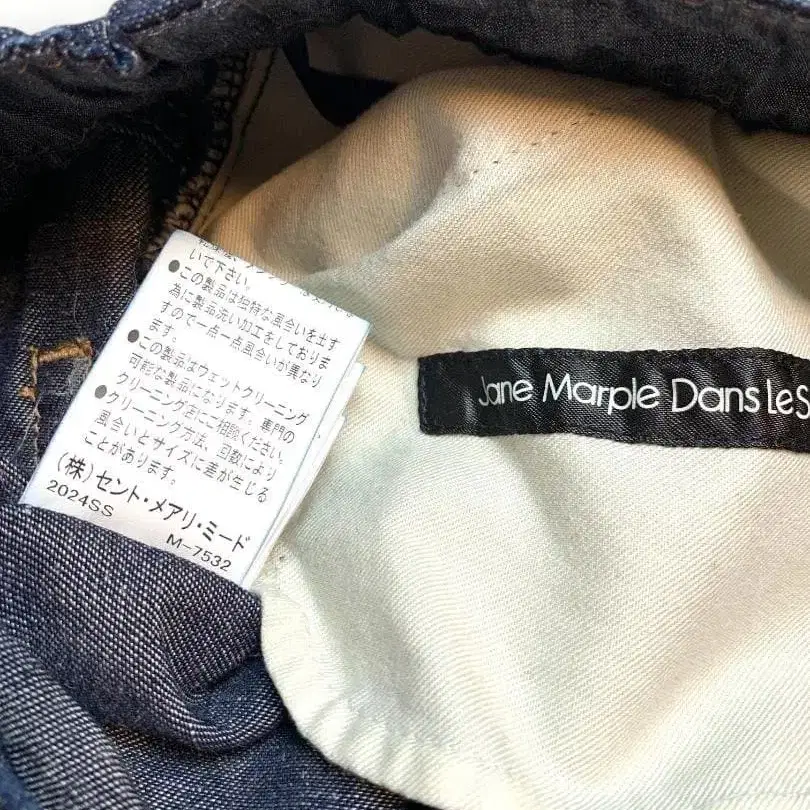 いで下さい。
●この製品は独特な風合いを出す
為に製品洗い加工をしておりま
すので一点一点風合いが異なり
ます。
●この製品はウェットクリーニング
可能な製品になります。専門の
クリーニング店にご相談ください。
●クリーニング方法、回数により
風合いとサイズに差が生じる
ことがあります。
(株)セント・メアリ・ミード
2024SS
M-7532
Jane Marple Dans Le S